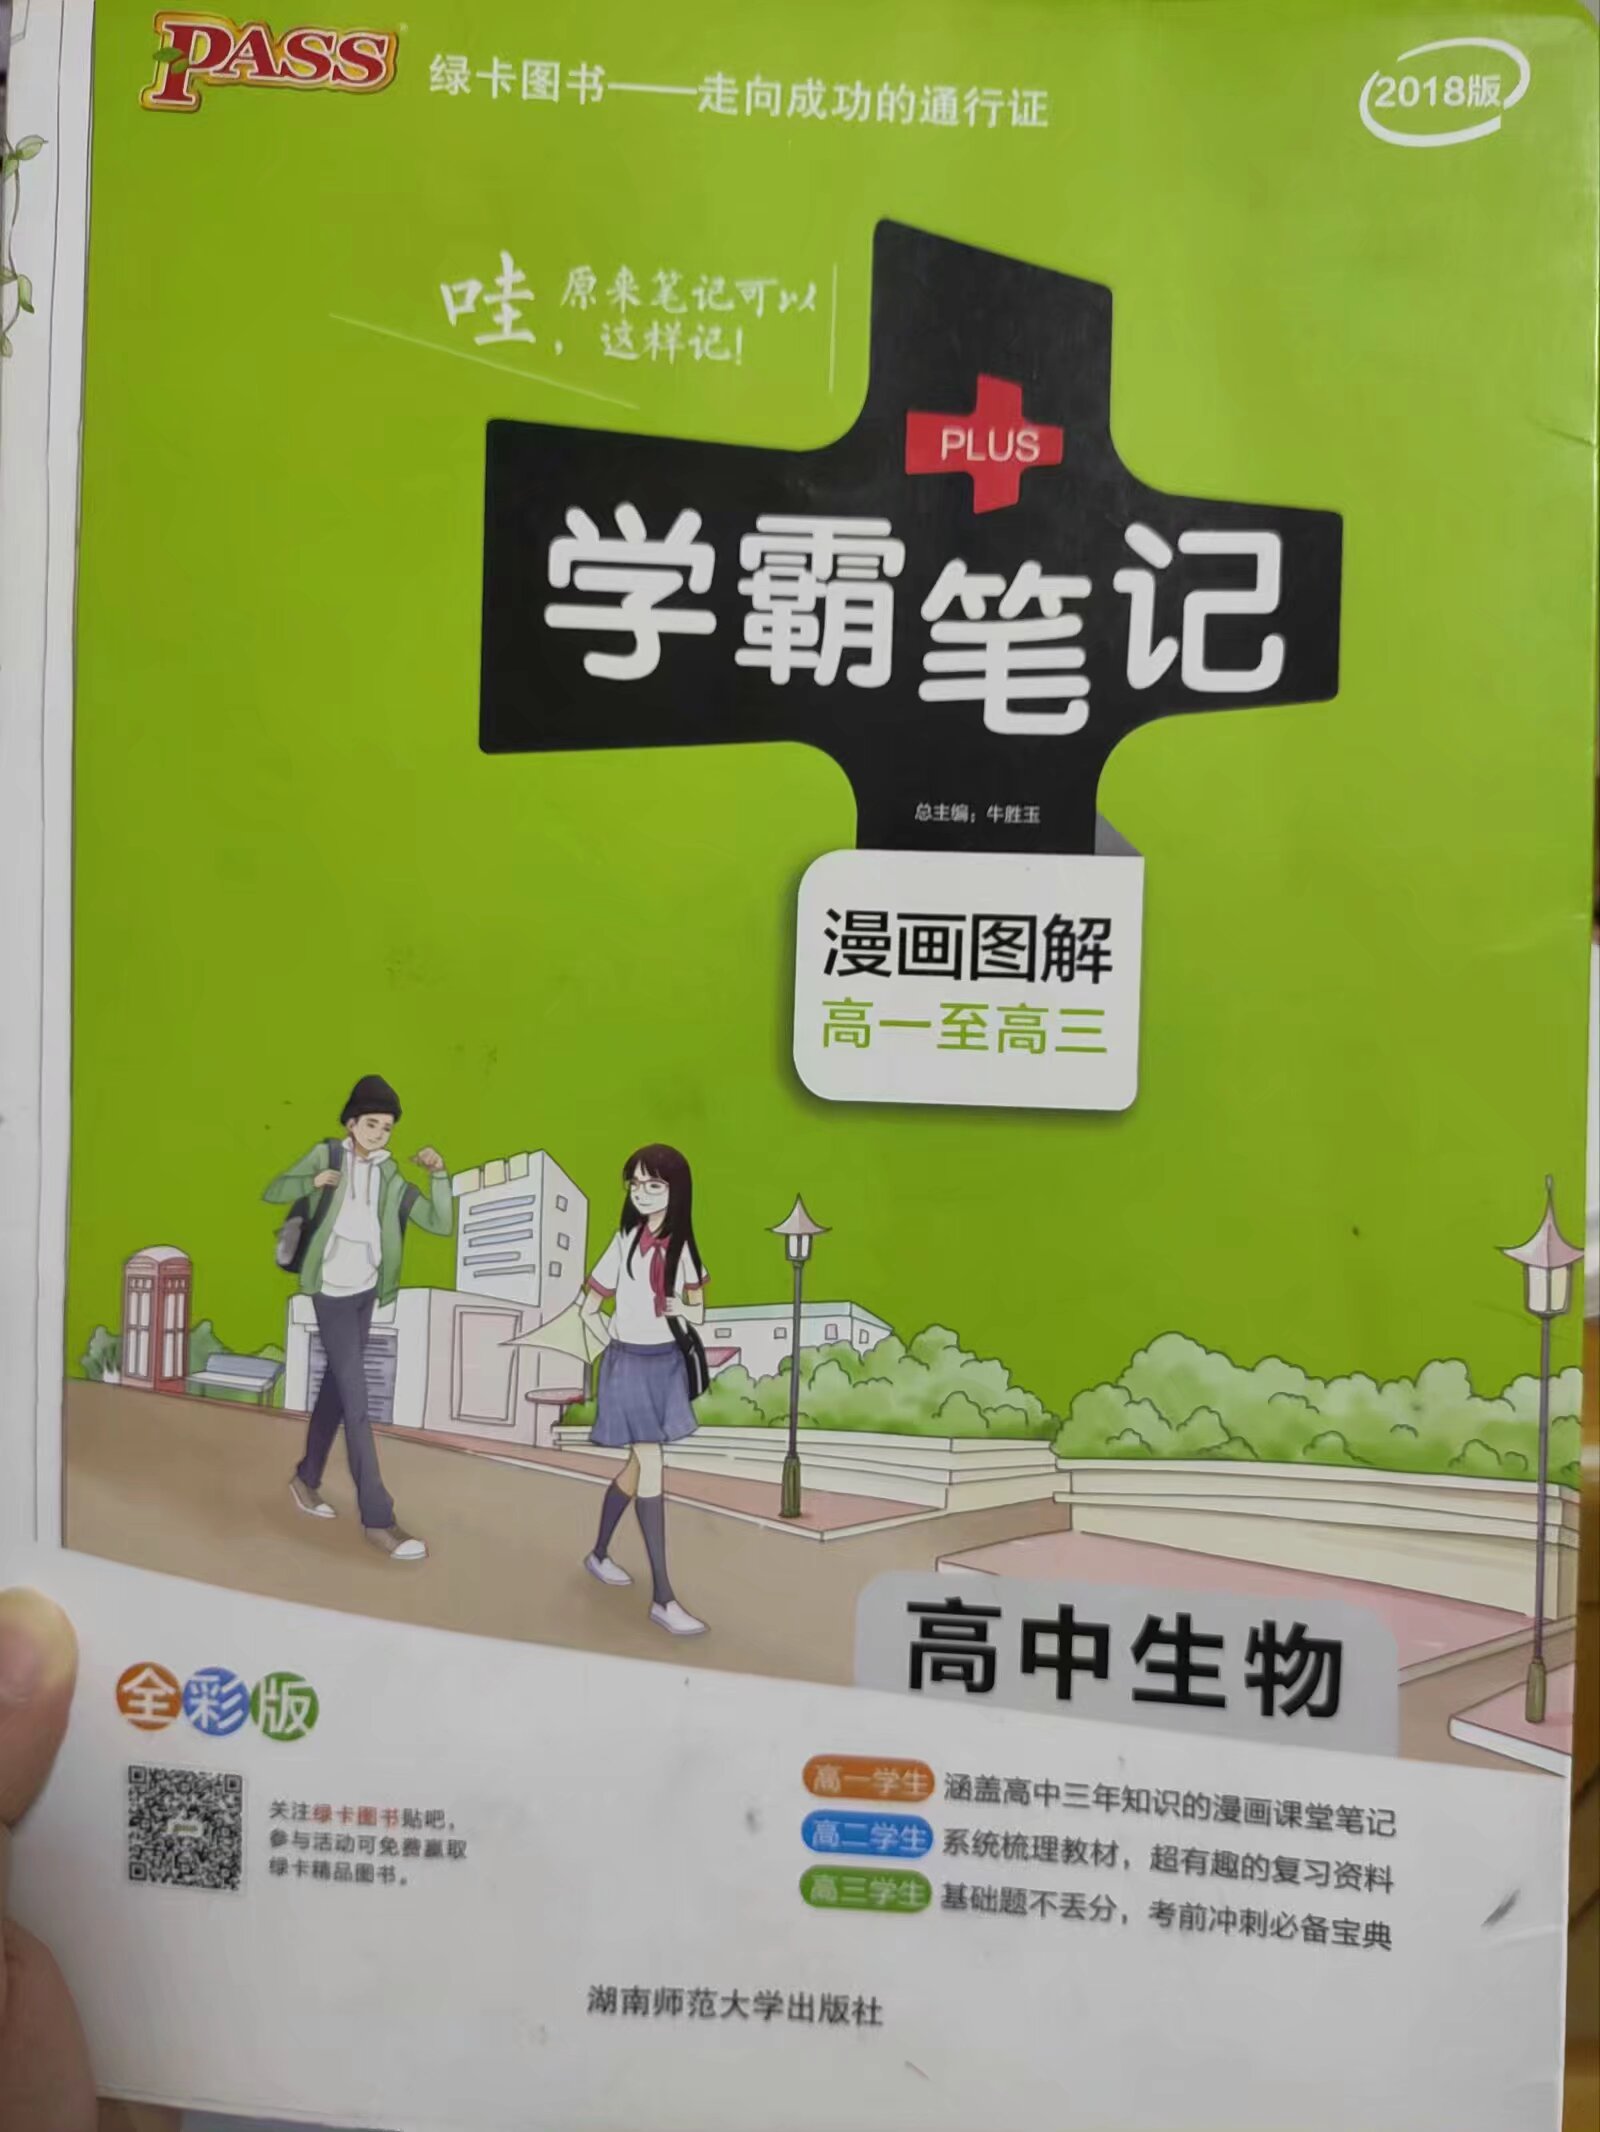 PASS
绿卡图书——走向成功的通行证
2018版
哇，原来笔记可以
这样记！
PLUS
学霸笔记
总主编：牛胜玉
漫画图解
高一至高三
高中生物
全彩版
关注绿卡图书贴吧，
参与活动可免费赢取
绿卡精品图书。
高一学生 涵盖高中三年知识的漫画课堂笔记
高二学生 系统梳理教材，超有趣的复习资料
高三学生 基础题不丢分，考前冲刺必备宝典
湖南师范大学出版社